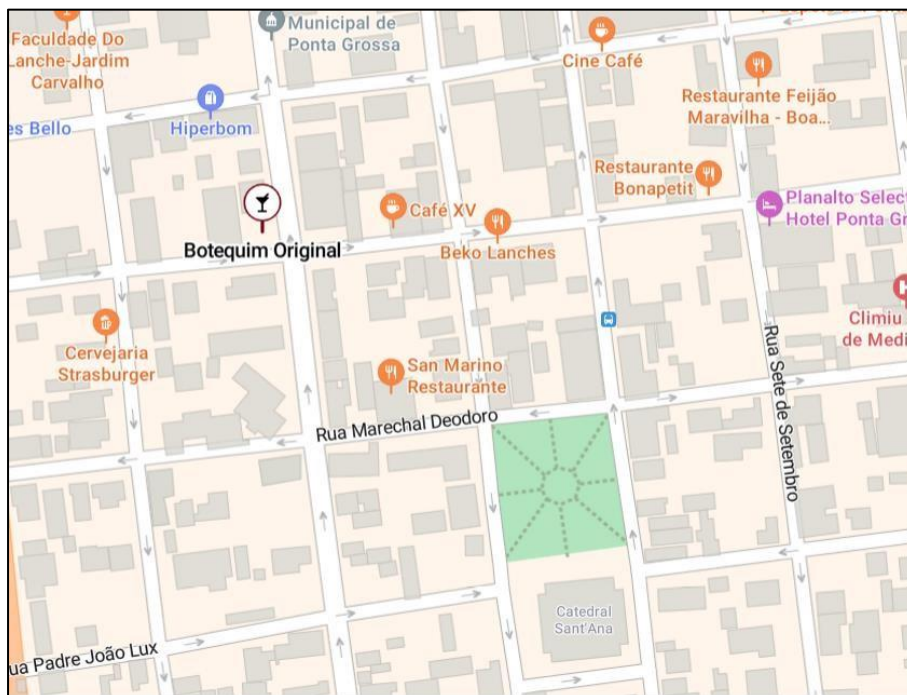 Municipal de
Ponta Grossa
Faculdade Do
Lanche-Jardim
Carvalho
Cine Café
Restaurante Feijão
Maravilha - Boa...
es Bello
Hiperbom
Restaurante
Bonapetit
Café XV
Planalto Selec
Hotel Ponta Gr
Botequim Original
Beko Lanches
Climiu
de Medi
Cervejaria
Strasburger
San Marino
Restaurante
Rua Sete de Setembro
Rua Marechal Deodoro
Catedral
Sant'Ana
ua Padre João Lux